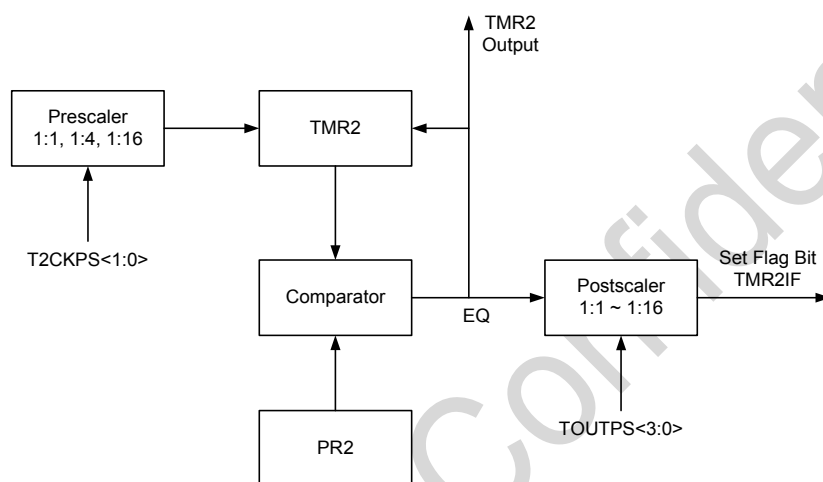 TMR2
Output
Prescaler
1:1, 1:4, 1:16
TMR2
T2CKPS<1:0>
Comparator
EQ
Postscaler
1:1 ~ 1:16
Set Flag Bit
TMR2IF
PR2
TOUTPS<3:0>
Confiden